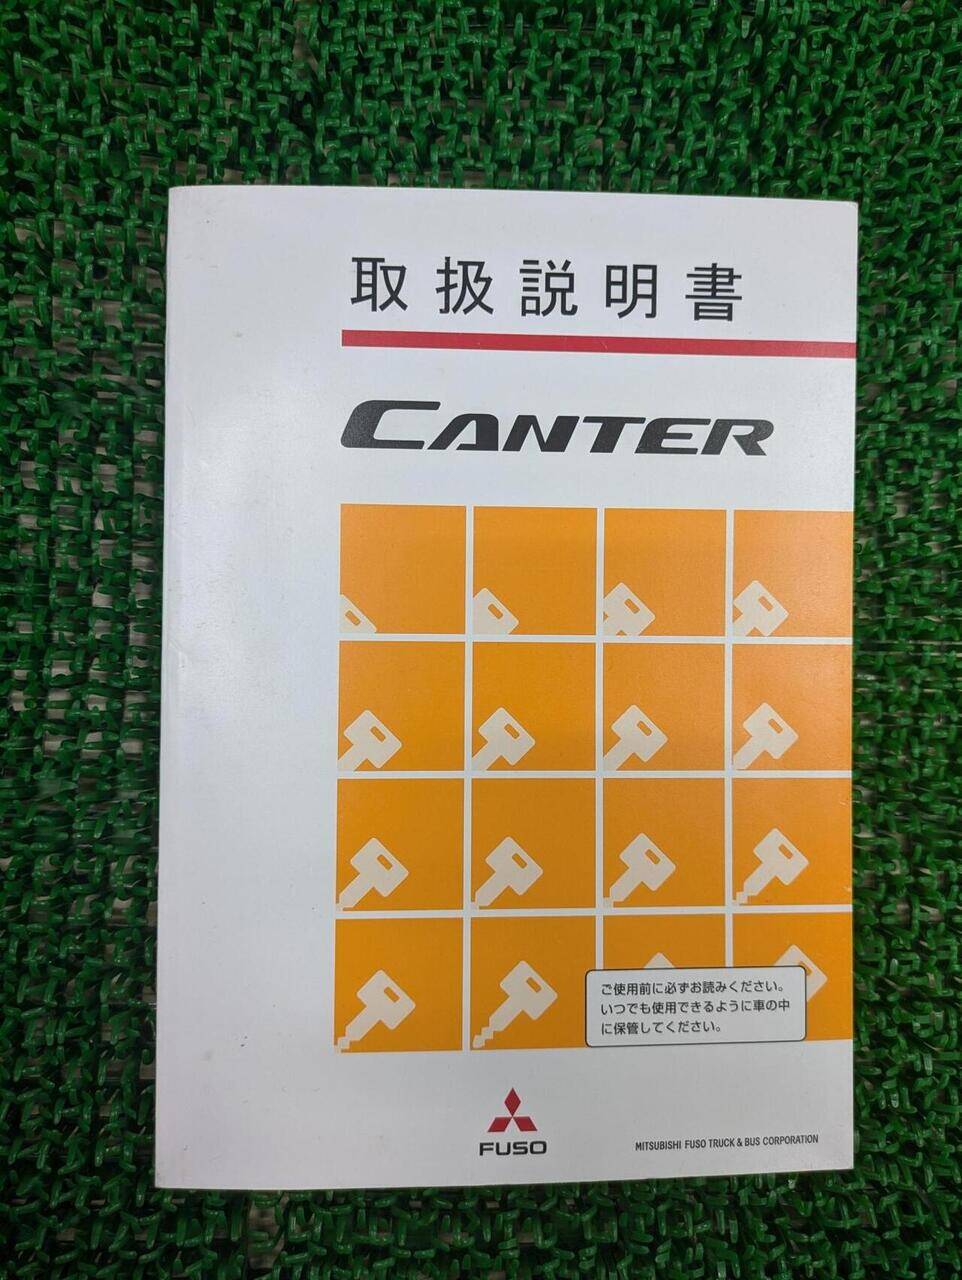 取扱説明書
CANTER
ご使用前に必ずお読みください。
いつでも使用できるように車の中
に保管してください。
FUSO
MITSUBISHI FUSO TRUCK & BUS CORPORATION